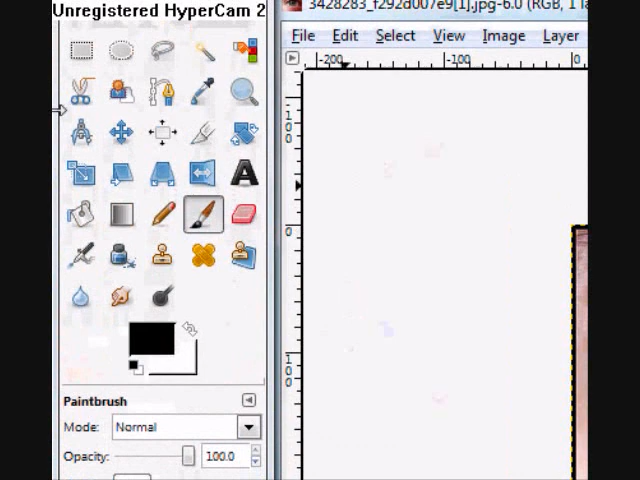 Unregistered HyperCam 2
3428283_f292d007e9[1].jpg-6.0 (RGB, 1 la
File Edit Select View Image Layer
-200 -100 0
100
0
100
A
Paintbrush
Mode: Normal
Opacity: 100.0